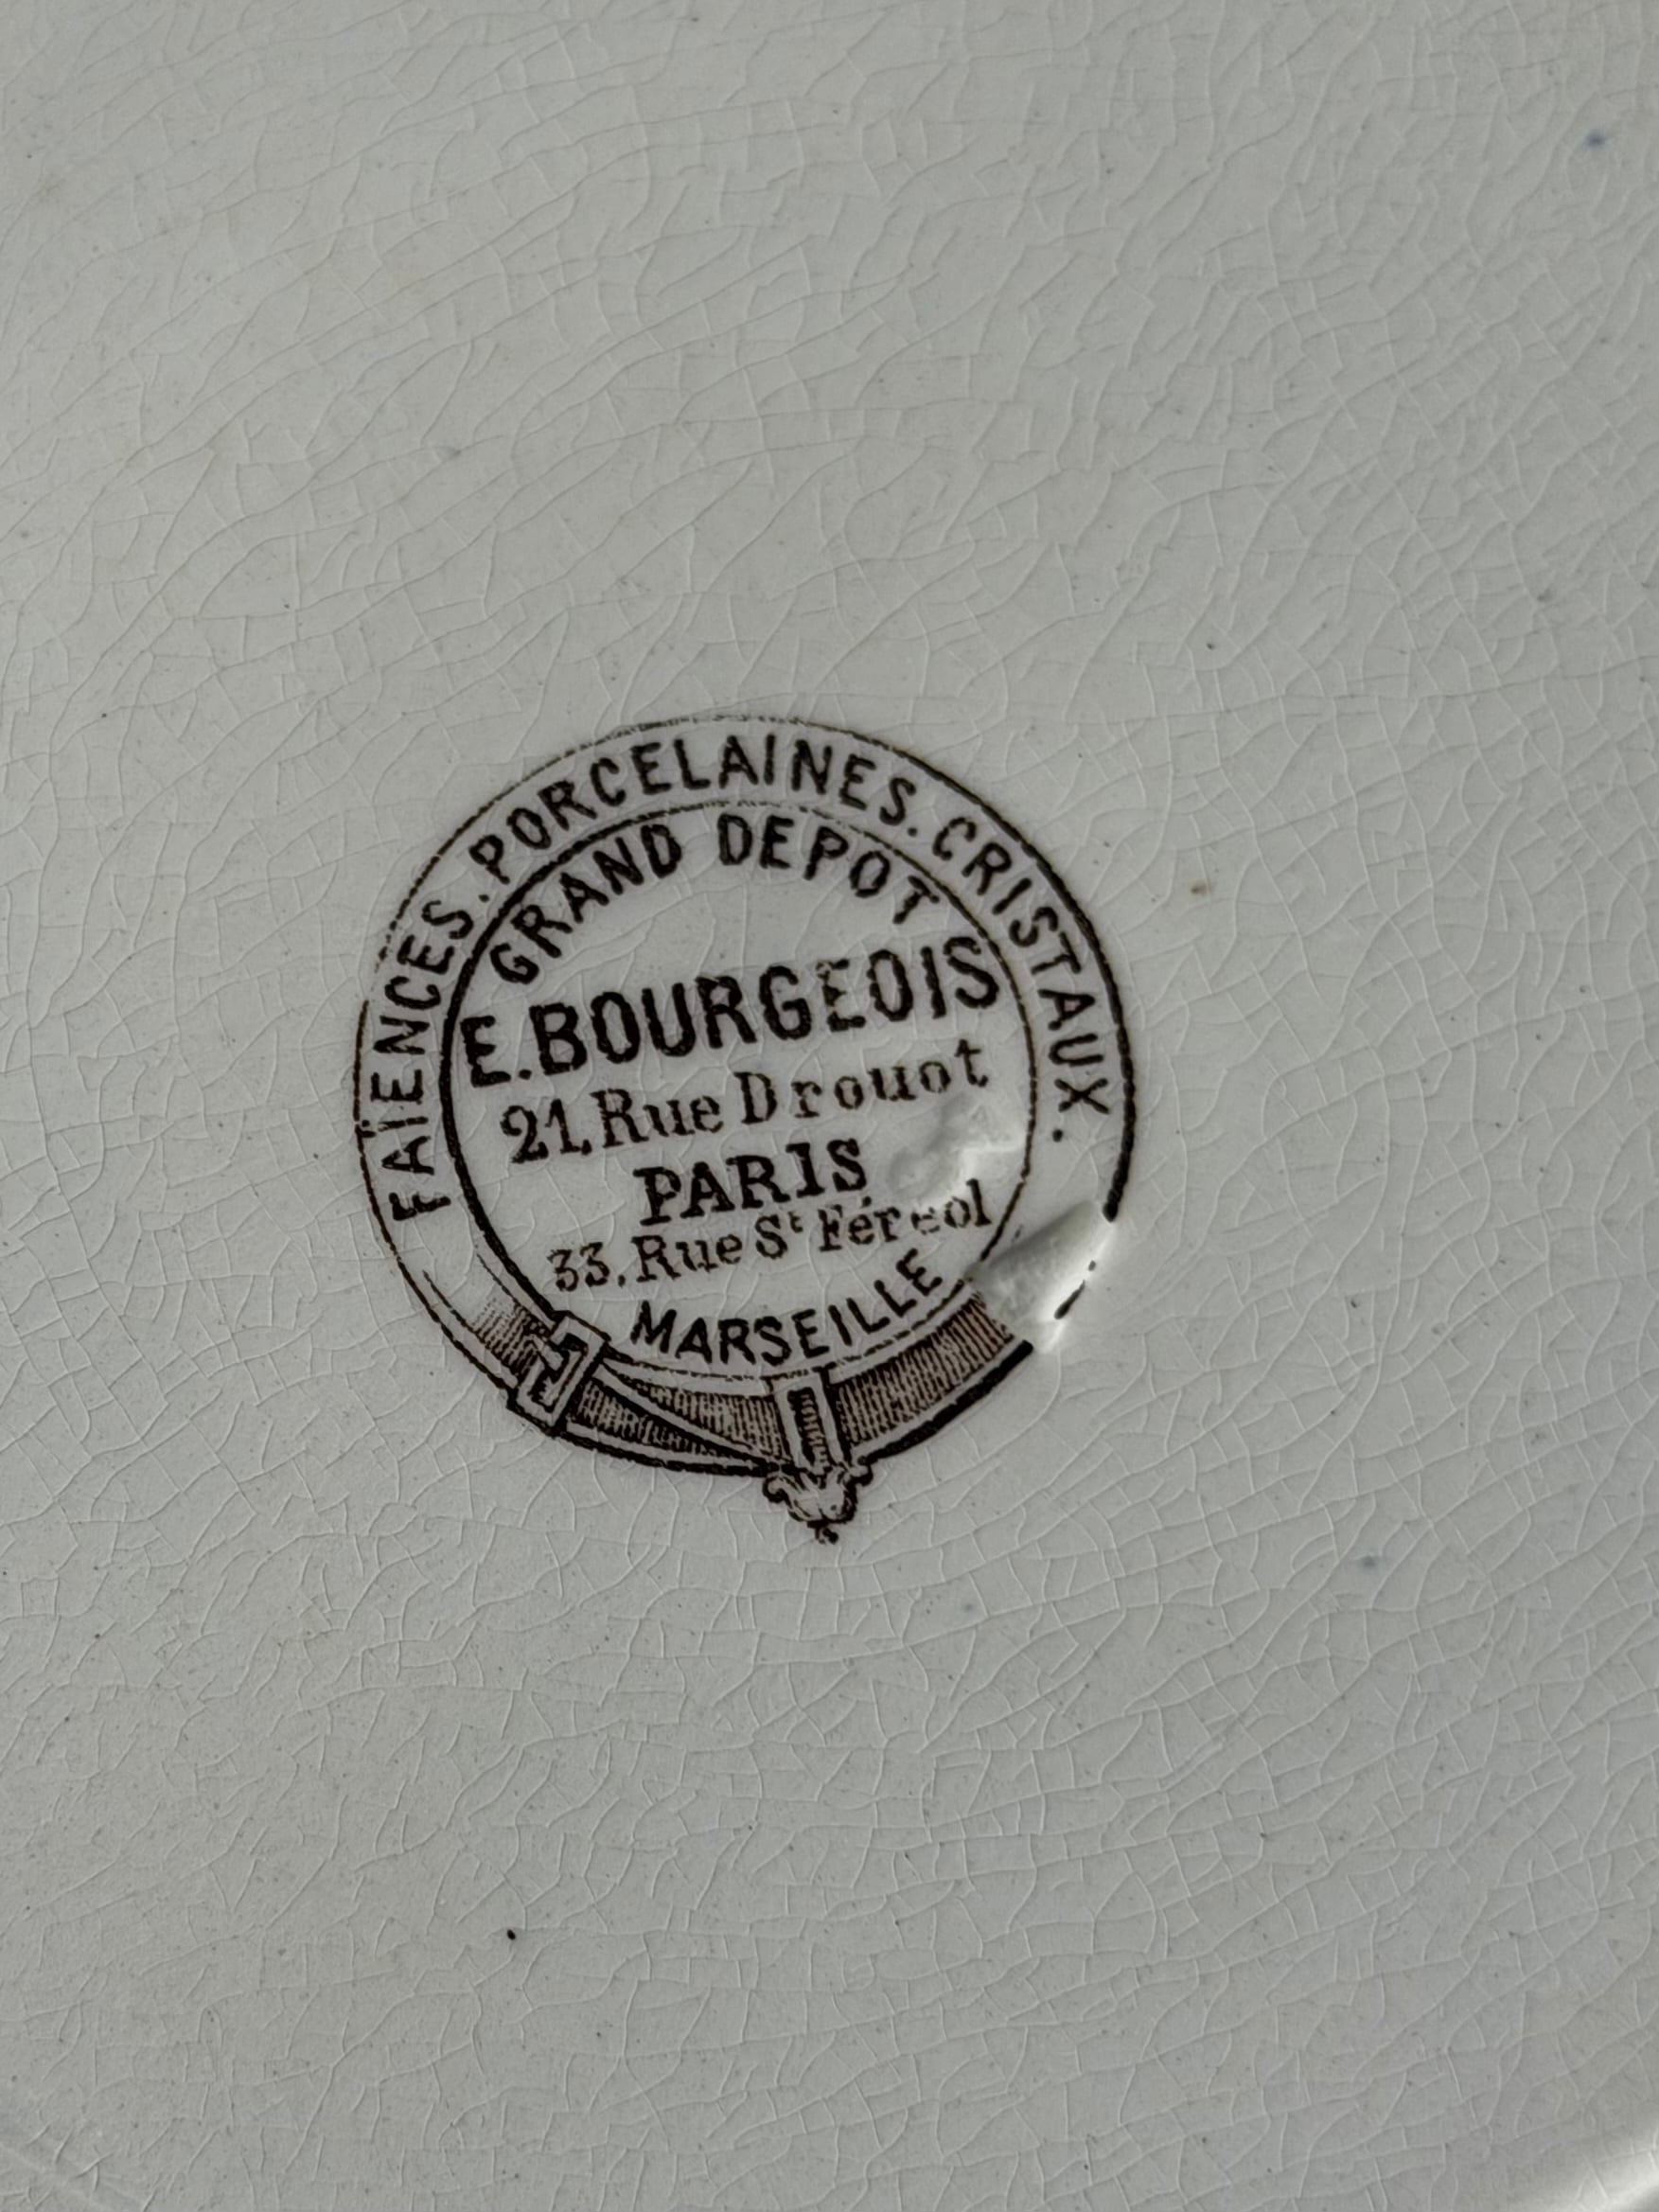 FAÏENCES. PORCELAINES. CRISTAUX.
GRAND DEPOT
E. BOURGEOIS
21, Rue Drouot
PARIS
33, Rue St Féréol
MARSEILLE